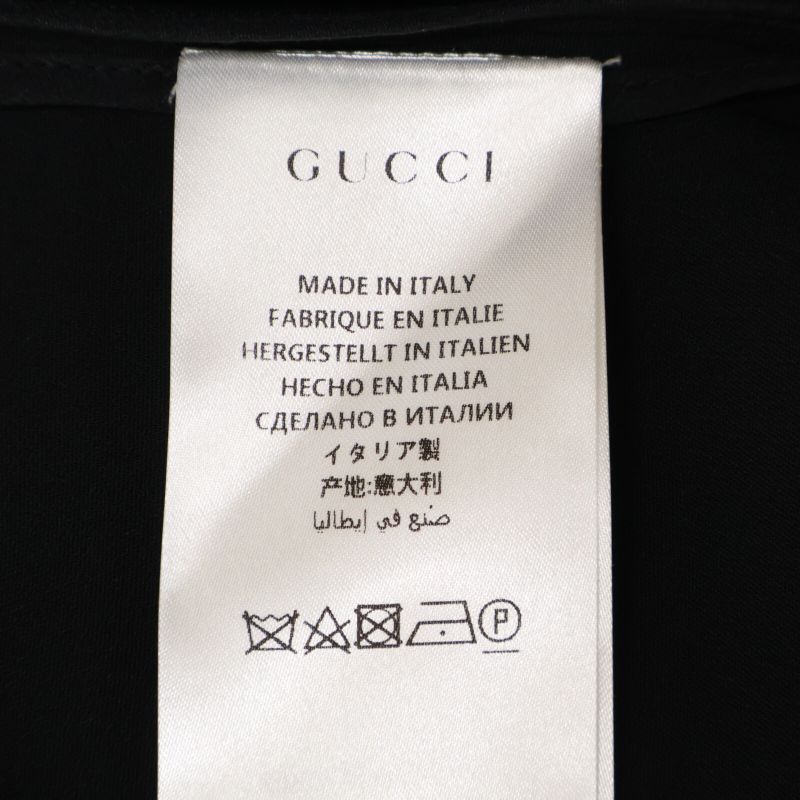 GUCCI
MADE IN ITALY
FABRIQUE EN ITALIE
HERGESTELLT IN ITALIEN
HECHO EN ITALIA
СДЕЛАНО В ИТАЛИИ
イタリア製
产地:意大利
صنع في إيطاليا
P